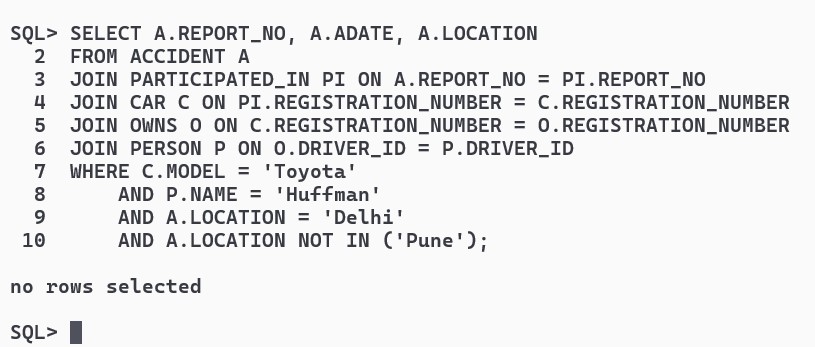 SQL> SELECT A.REPORT_NO, A.ADATE, A.LOCATION
  2  FROM ACCIDENT A
  3  JOIN PARTICIPATED_IN PI ON A.REPORT_NO = PI.REPORT_NO
  4  JOIN CAR C ON PI.REGISTRATION_NUMBER = C.REGISTRATION_NUMBER
  5  JOIN OWNS O ON C.REGISTRATION_NUMBER = O.REGISTRATION_NUMBER
  6  JOIN PERSON P ON O.DRIVER_ID = P.DRIVER_ID
  7  WHERE C.MODEL = 'Toyota'
  8      AND P.NAME = 'Huffman'
  9      AND A.LOCATION = 'Delhi'
 10      AND A.LOCATION NOT IN ('Pune');
no rows selected
SQL>